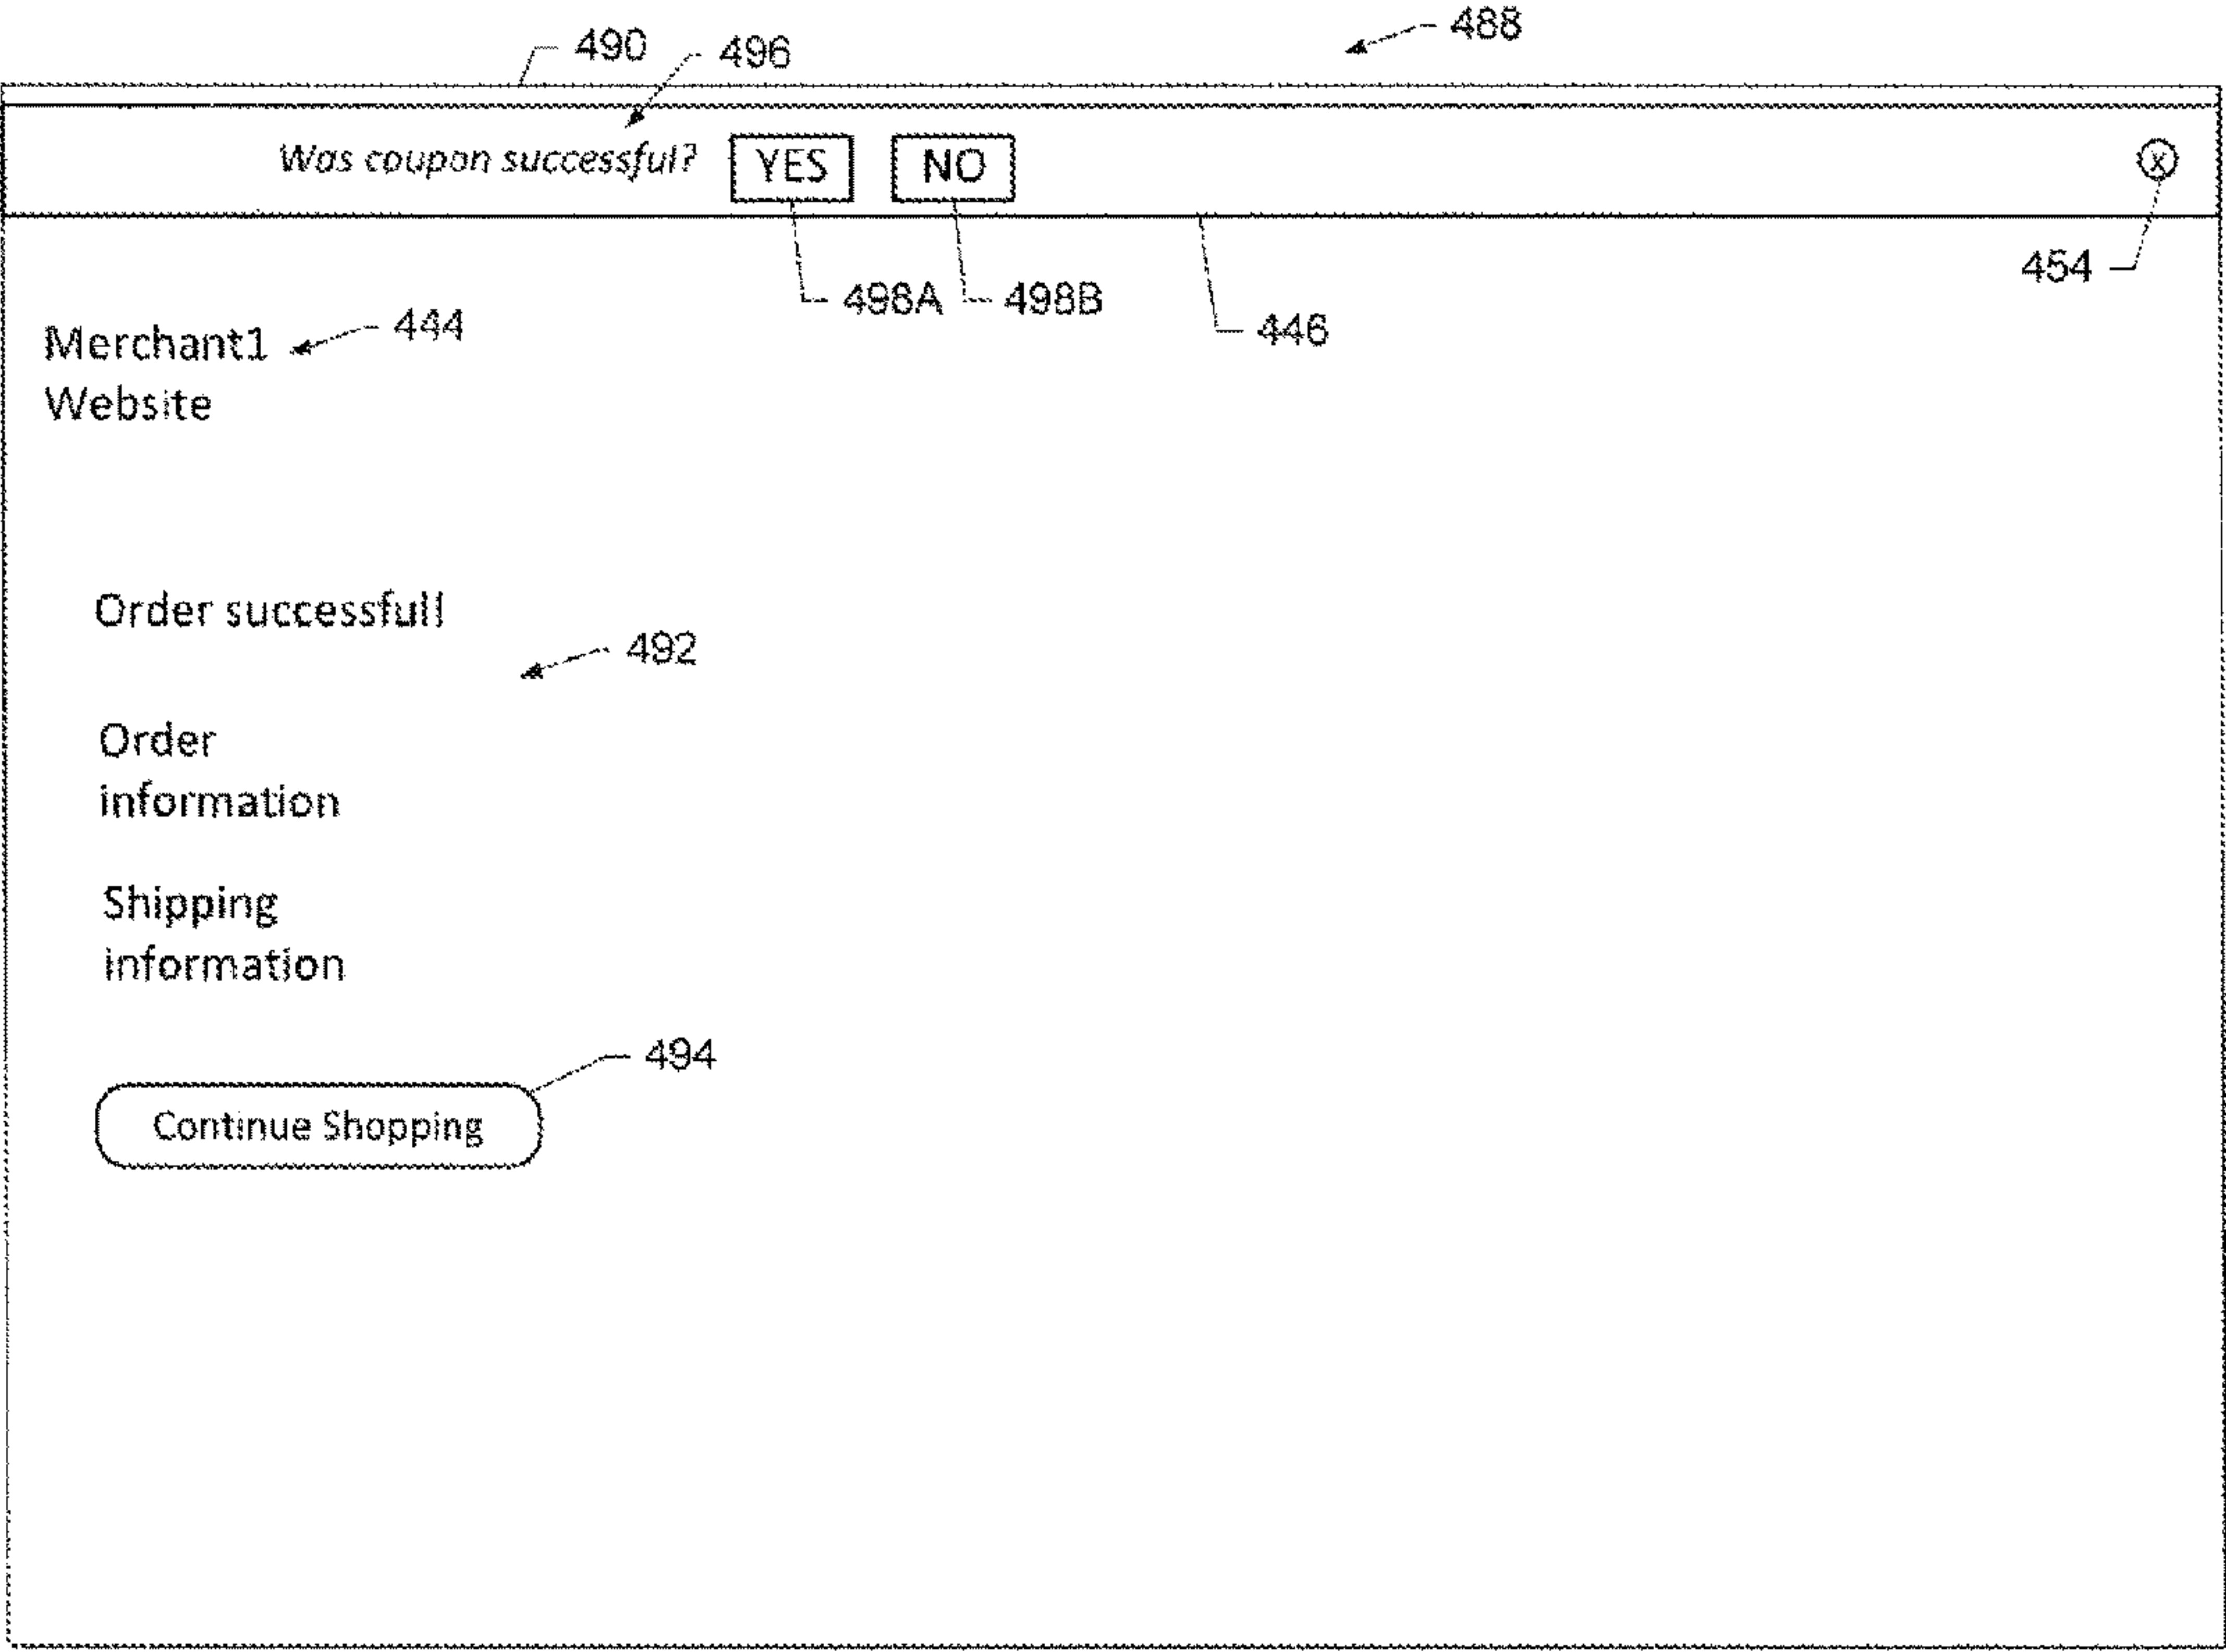 488
490
496
Was coupon successful?
YES
NO
X
454
498A
498B
446
Merchant1
444
Website
Order successful!
492
Order
information
Shipping
information
494
Continue Shopping